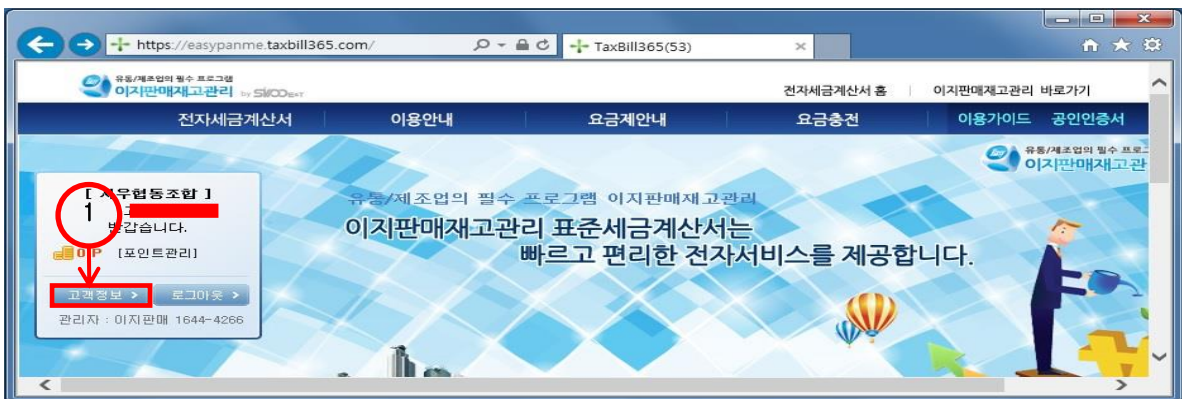 https://easypanme.taxbill365.com/
TaxBill365(53)
유통/제조업의 필수 프로그램
이지판매재고관리 by
전자세금계산서 홈 | 이지판매재고관리 바로가기
전자세금계산서 이용안내 요금제안내 요금충전 이용가이드 공인인증서
유통/제조업의 필수 프로
이지판매재고관
우협동조합 ]
1
반갑습니다.
0 P [포인트관리]
고객정보 > 로그아웃 >
관리자 : 이지판매 1644-4266
유통/제조업의 필수 프로그램 이지판매재고관리
이지판매재고관리 표준세금계산서는
빠르고 편리한 전자서비스를 제공합니다.